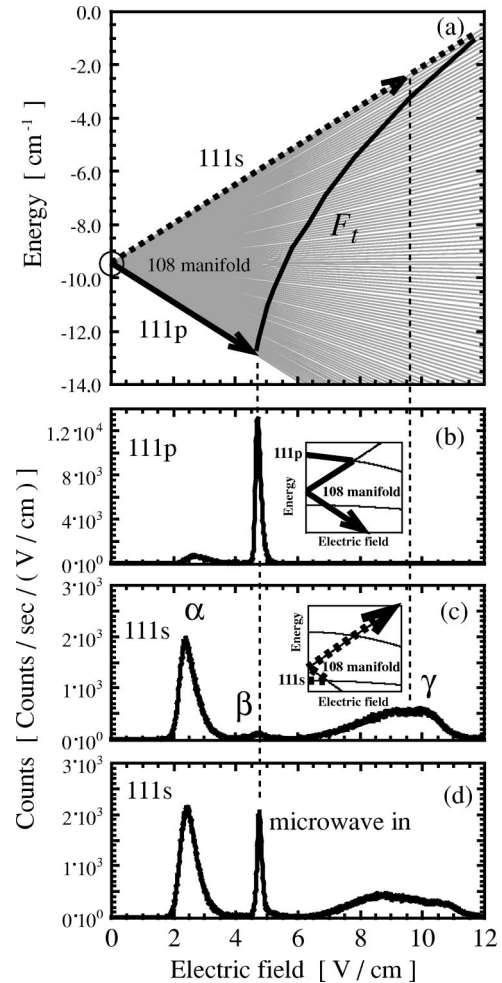 (a)
0.0
-2.0
-4.0
-6.0
-8.0
-10.0
-12.0
-14.0
Energy [ cm⁻¹ ]
111s
108 manifold
111p
F_t
(b)
111p
1.2*10⁴
8*10³
4*10³
0*10⁰
111p
108 manifold
Energy
Electric field
(c)
111s
α
β
γ
3*10³
2*10³
1*10³
0*10⁰
Energy
108 manifold
111s
Electric field
(d)
111s
microwave in
3*10³
2*10³
1*10³
0*10⁰
Counts [ Counts / sec / ( V / cm) ]
0 2 4 6 8 10 12
Electric field [ V / cm ]